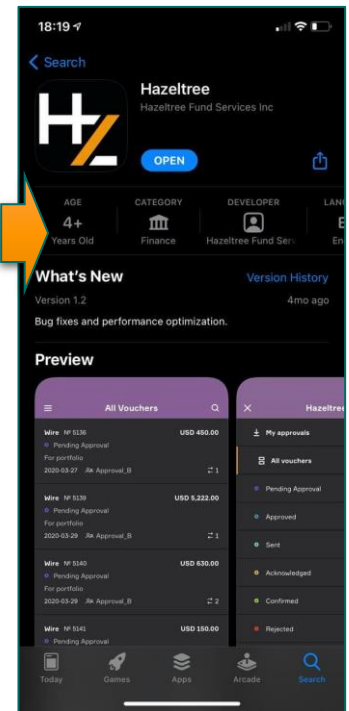 18:19
Search
HZ
Hazeltree
Hazeltree Fund Services Inc
OPEN
AGE
CATEGORY
DEVELOPER
LAN
4+
Years Old
Finance
Hazeltree Fund Serv
En
What's New
Version History
Version 1.2
4mo ago
Bug fixes and performance optimization.
Preview
All Vouchers
Wire Nº 5136
USD 450.00
Pending Approval
For portfolio
2020-03-27 Approval_B
1
Wire Nº 5139
USD 5,222.00
Pending Approval
For portfolio
2020-03-29 Approval_B
1
Wire Nº 5140
USD 630.00
Pending Approval
For portfolio
2020-03-29 Approval_B
2
Wire Nº 5141
USD 150.00
Pending Approval
Hazeltree
My approvals
All vouchers
Pending Approval
Approved
Sent
Acknowledged
Confirmed
Rejected
Today
Games
Apps
Arcade
Search